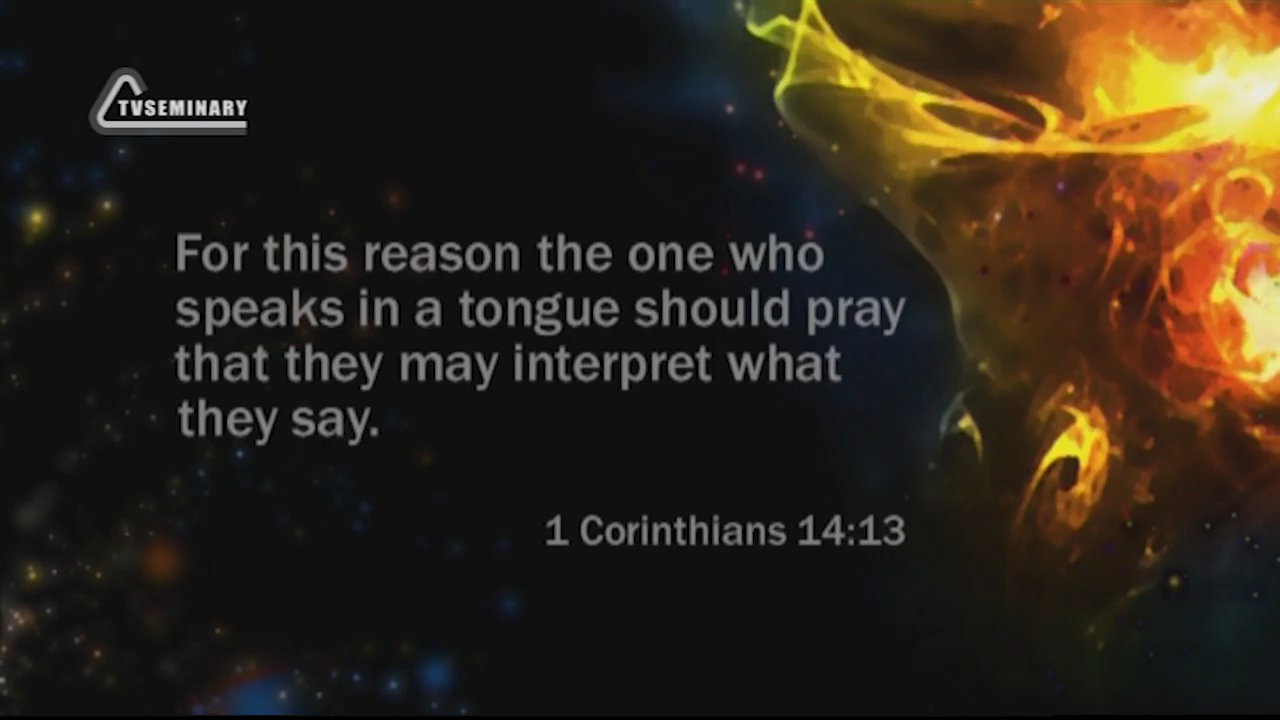 TVSEMINARY
For this reason the one who
speaks in a tongue should pray
that they may interpret what
they say.
1 Corinthians 14:13